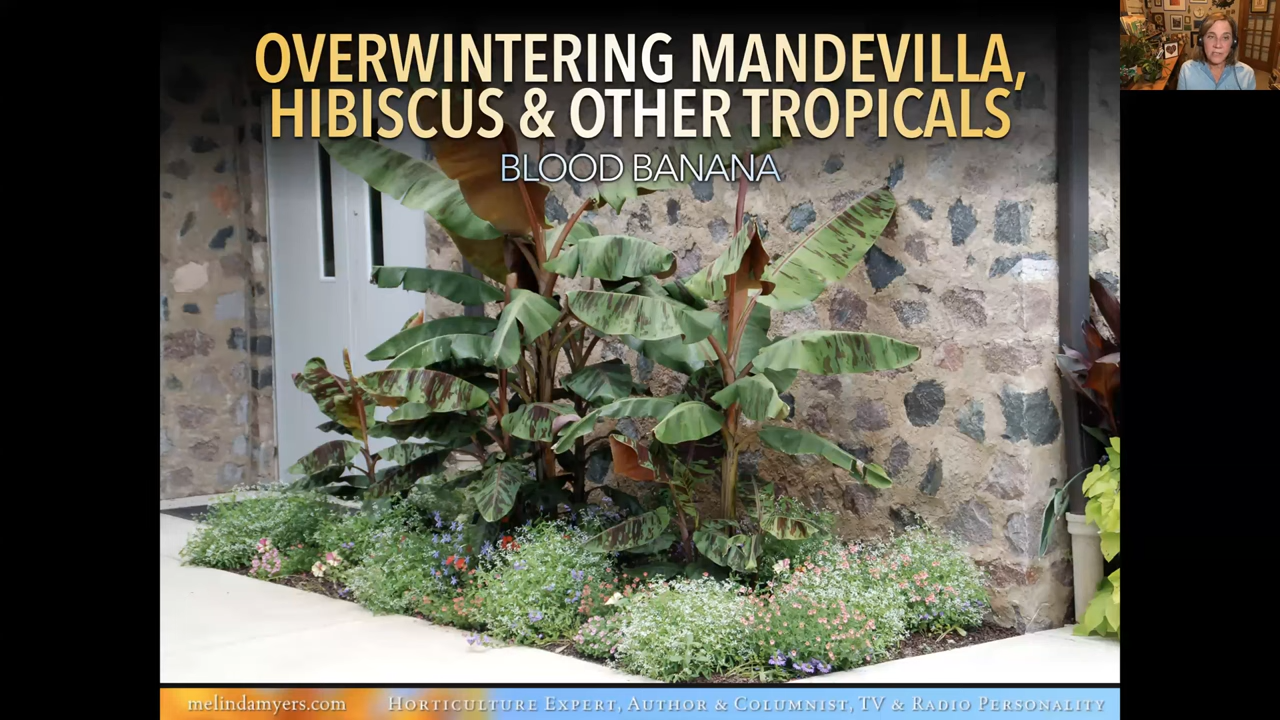 OVERWINTERING MANDEVILLA,
HIBISCUS & OTHER TROPICALS
BLOOD BANANA
melindamyers.com
HORTICULTURE EXPERT, AUTHOR & COLUMNIST, TV & RADIO PERSONALITY